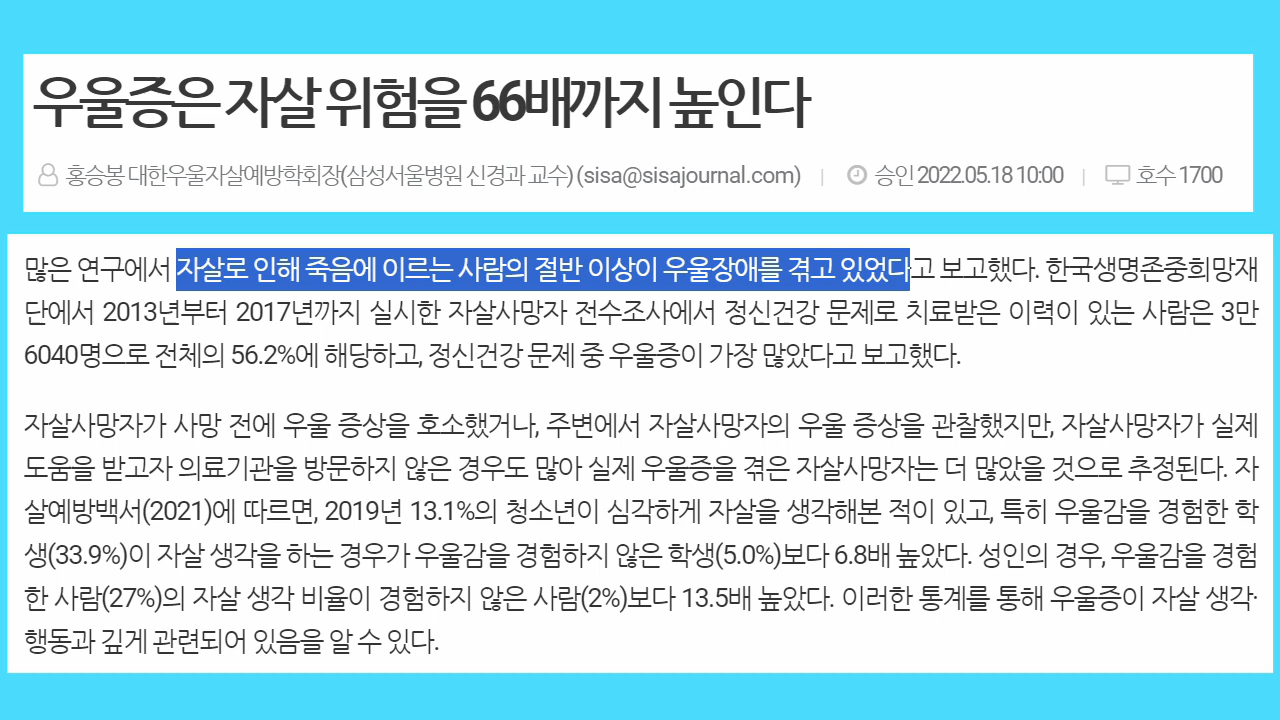 우울증은 자살 위험을 66배까지 높인다
홍승봉 대한우울자살예방학회장(삼성서울병원 신경과 교수) (sisa@sisajournal.com) | 승인 2022.05.18 10:00 | 호수 1700
많은 연구에서 자살로 인해 죽음에 이르는 사람의 절반 이상이 우울장애를 겪고 있었다고 보고했다. 한국생명존중희망재
단에서 2013년부터 2017년까지 실시한 자살사망자 전수조사에서 정신건강 문제로 치료받은 이력이 있는 사람은 3만
6040명으로 전체의 56.2%에 해당하고, 정신건강 문제 중 우울증이 가장 많았다고 보고했다.
자살사망자가 사망 전에 우울 증상을 호소했거나, 주변에서 자살사망자의 우울 증상을 관찰했지만, 자살사망자가 실제
도움을 받고자 의료기관을 방문하지 않은 경우도 많아 실제 우울증을 겪은 자살사망자는 더 많았을 것으로 추정된다. 자
살예방백서(2021)에 따르면, 2019년 13.1%의 청소년이 심각하게 자살을 생각해본 적이 있고, 특히 우울감을 경험한 학
생(33.9%)이 자살 생각을 하는 경우가 우울감을 경험하지 않은 학생(5.0%)보다 6.8배 높았다. 성인의 경우, 우울감을 경험
한 사람(27%)의 자살 생각 비율이 경험하지 않은 사람(2%)보다 13.5배 높았다. 이러한 통계를 통해 우울증이 자살 생각·
행동과 깊게 관련되어 있음을 알 수 있다.